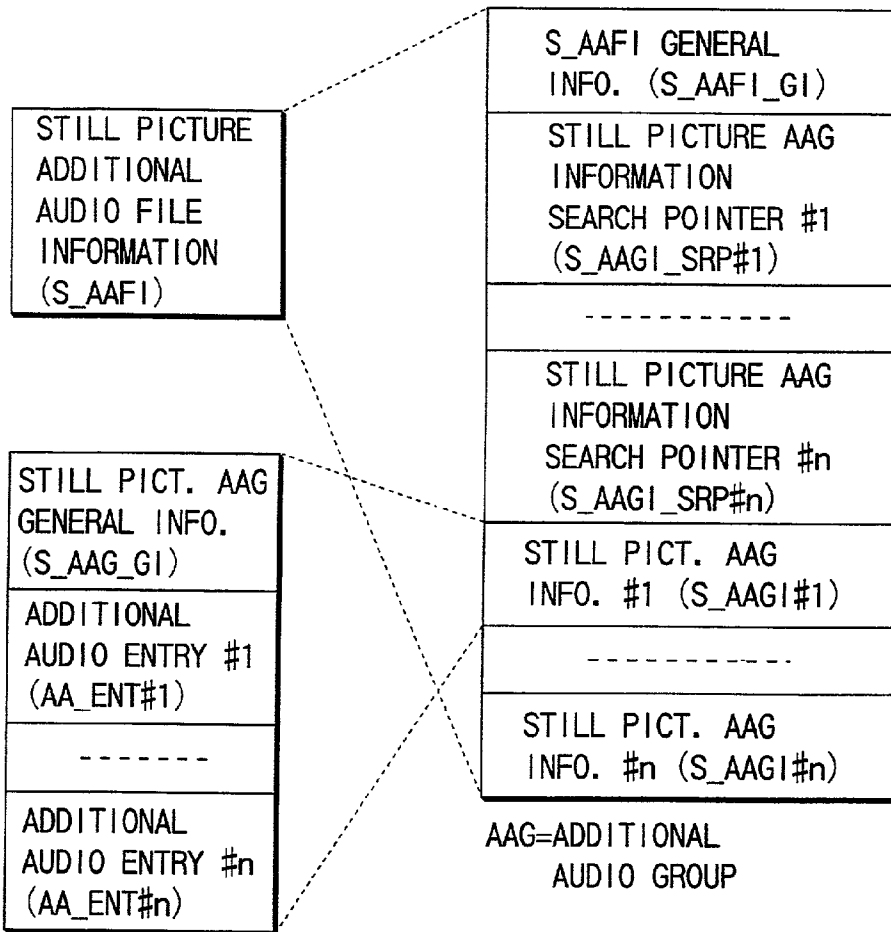 STILL PICTURE
ADDITIONAL
AUDIO FILE
INFORMATION
(S_AAFI)
S_AAFI GENERAL
INFO. (S_AAFI_GI)
STILL PICTURE AAG
INFORMATION
SEARCH POINTER #1
(S_AAGI_SRP#1)
STILL PICTURE AAG
INFORMATION
SEARCH POINTER #n
(S_AAGI_SRP#n)
STILL PICT. AAG
INFO. #1 (S_AAGI#1)
STILL PICT. AAG
INFO. #n (S_AAGI#n)
AAG=ADDITIONAL
AUDIO GROUP
STILL PICT. AAG
GENERAL INFO.
(S_AAG_GI)
ADDITIONAL
AUDIO ENTRY #1
(AA_ENT#1)
ADDITIONAL
AUDIO ENTRY #n
(AA_ENT#n)